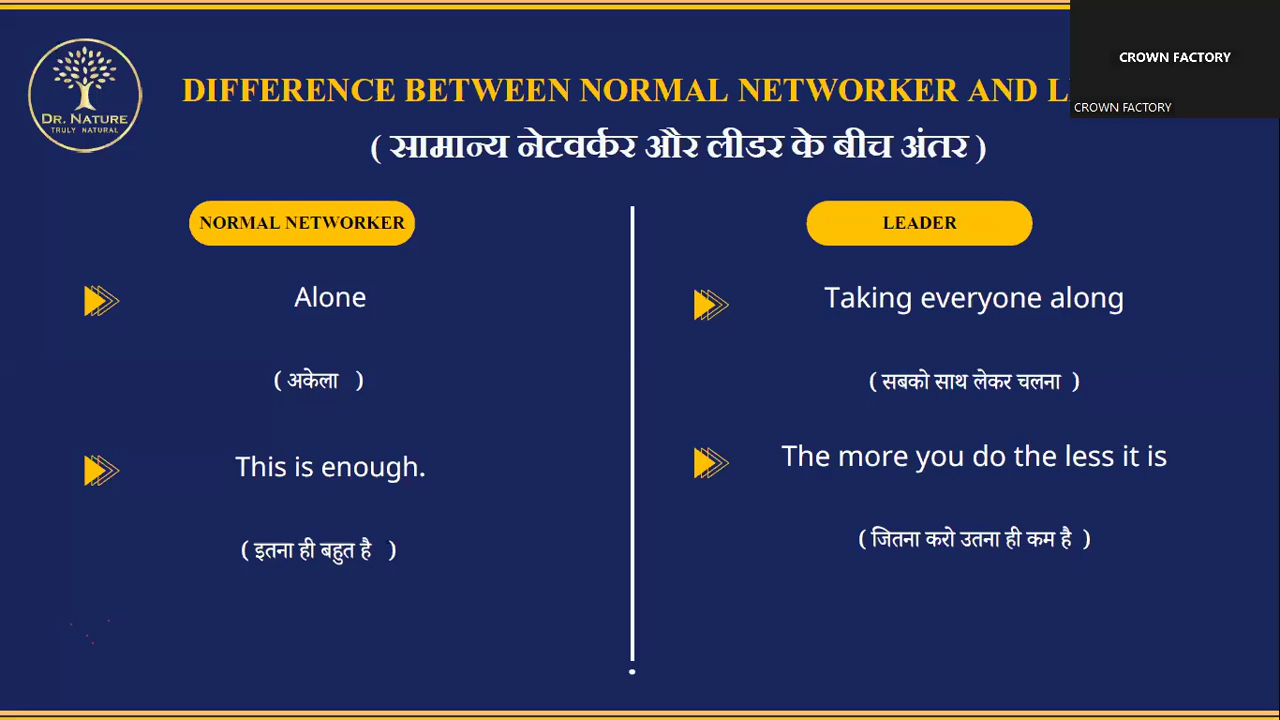 CROWN FACTORY
CROWN FACTORY
DR. NATURE
TRULY NATURAL
DIFFERENCE BETWEEN NORMAL NETWORKER AND
( सामान्य नेटवर्कर और लीडर के बीच अंतर )
NORMAL NETWORKER
Alone
( अकेला )
This is enough.
( इतना ही बहुत है )
LEADER
Taking everyone along
( सबको साथ लेकर चलना )
The more you do the less it is
( जितना करो उतना ही कम है )